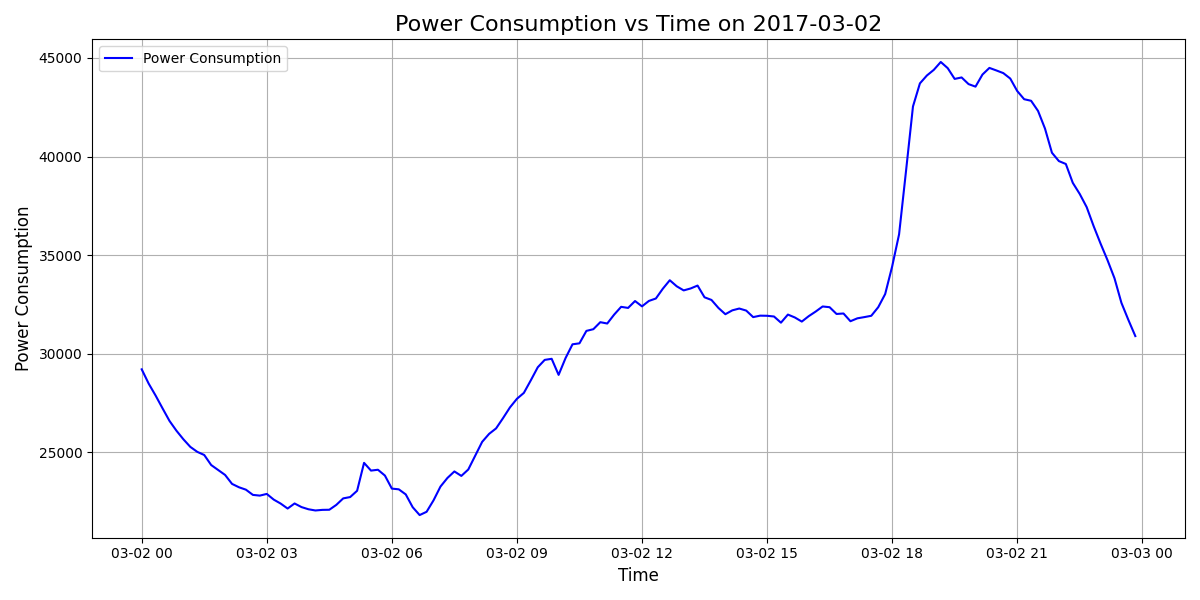 Power Consumption vs Time on 2017-03-02
Power Consumption
45000
40000
35000
30000
25000
Power Consumption
03-02 00 03-02 03 03-02 06 03-02 09 03-02 12 03-02 15 03-02 18 03-02 21 03-03 00
Time